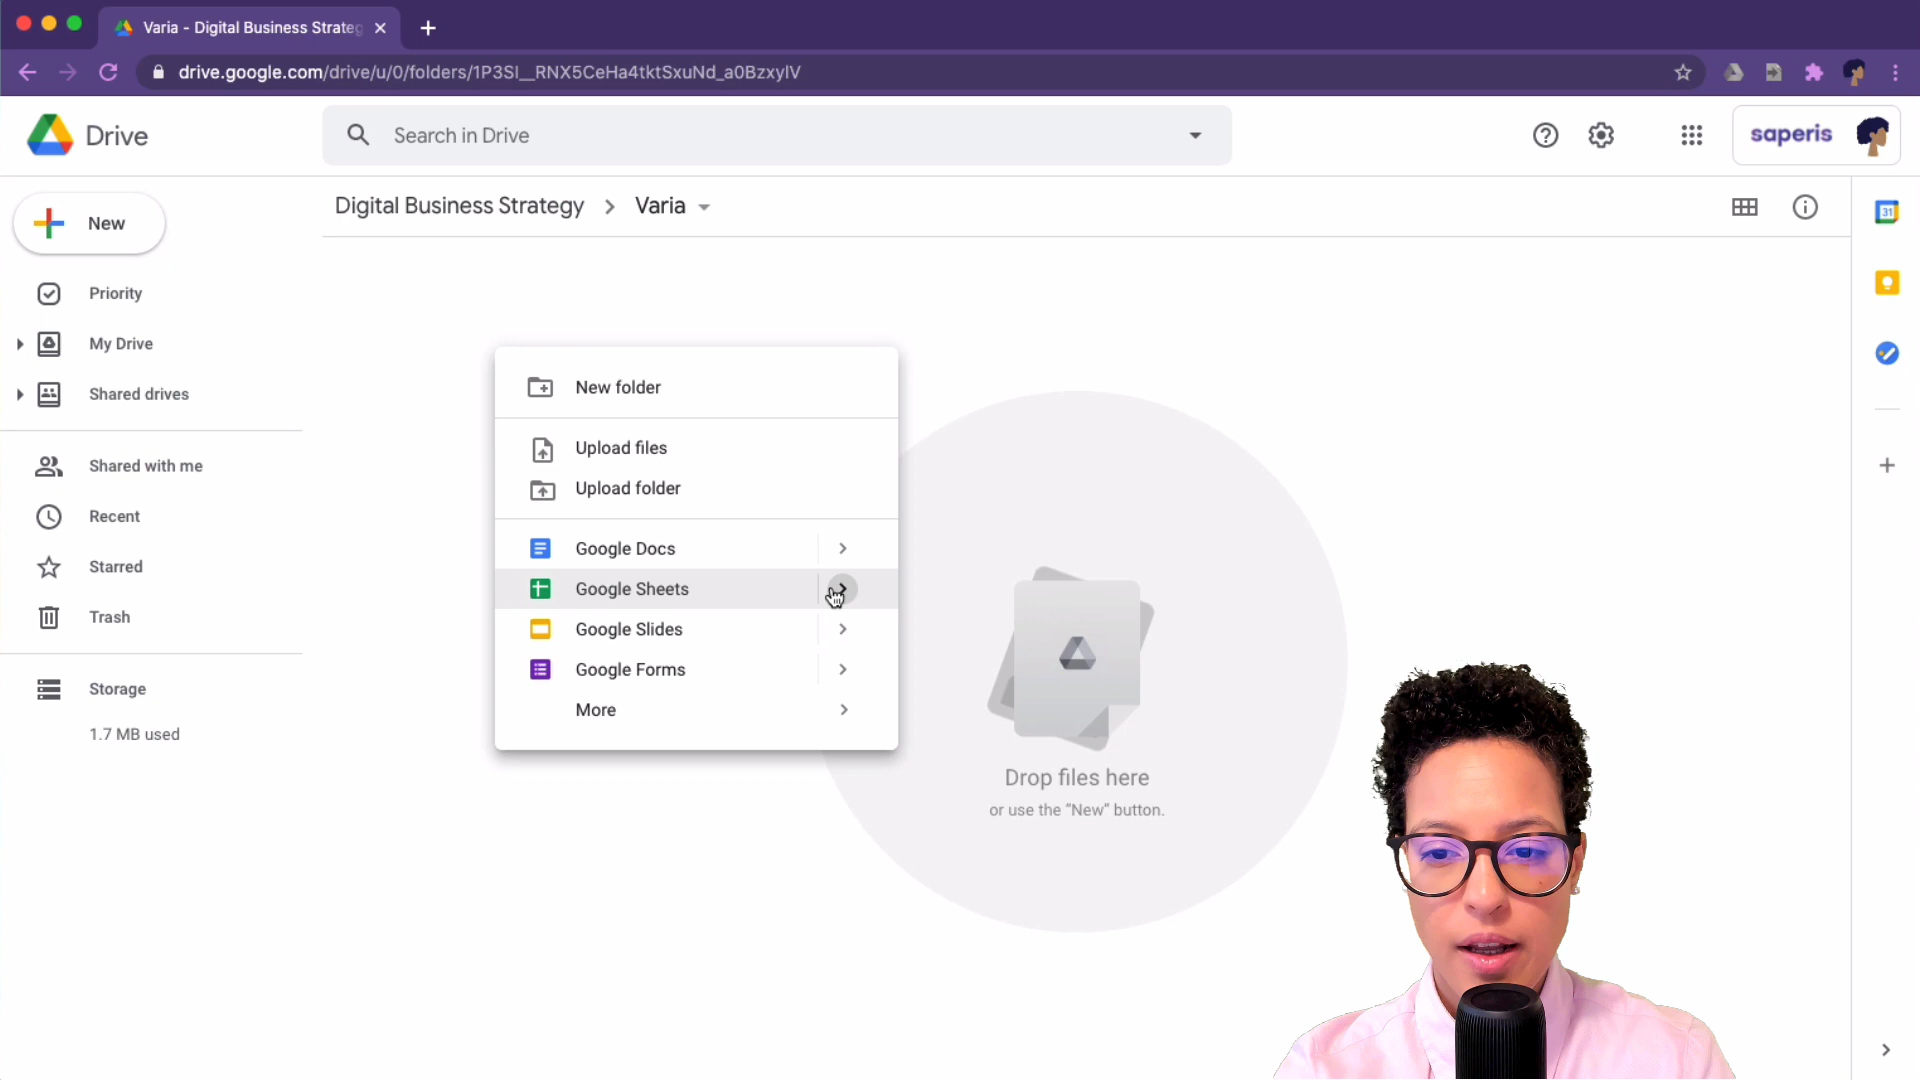 Varia - Digital Business Strateg
drive.google.com/drive/u/0/folders/1P3SI__RNX5CeHa4tktSxuNd_a0BzxylV
Drive
Search in Drive
saperis
Digital Business Strategy
Varia
31
New
Priority
My Drive
Shared drives
Shared with me
Recent
Starred
Trash
Storage
1.7 MB used
New folder
Upload files
Upload folder
Google Docs
Google Sheets
Google Slides
Google Forms
More
Drop files here
or use the “New” button.